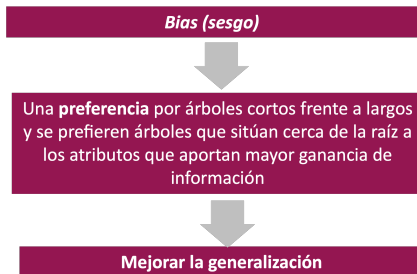 Bias (sesgo)
Una preferencia por árboles cortos frente a largos
y se prefieren árboles que sitúan cerca de la raíz a
los atributos que aportan mayor ganancia de
información
Mejorar la generalización